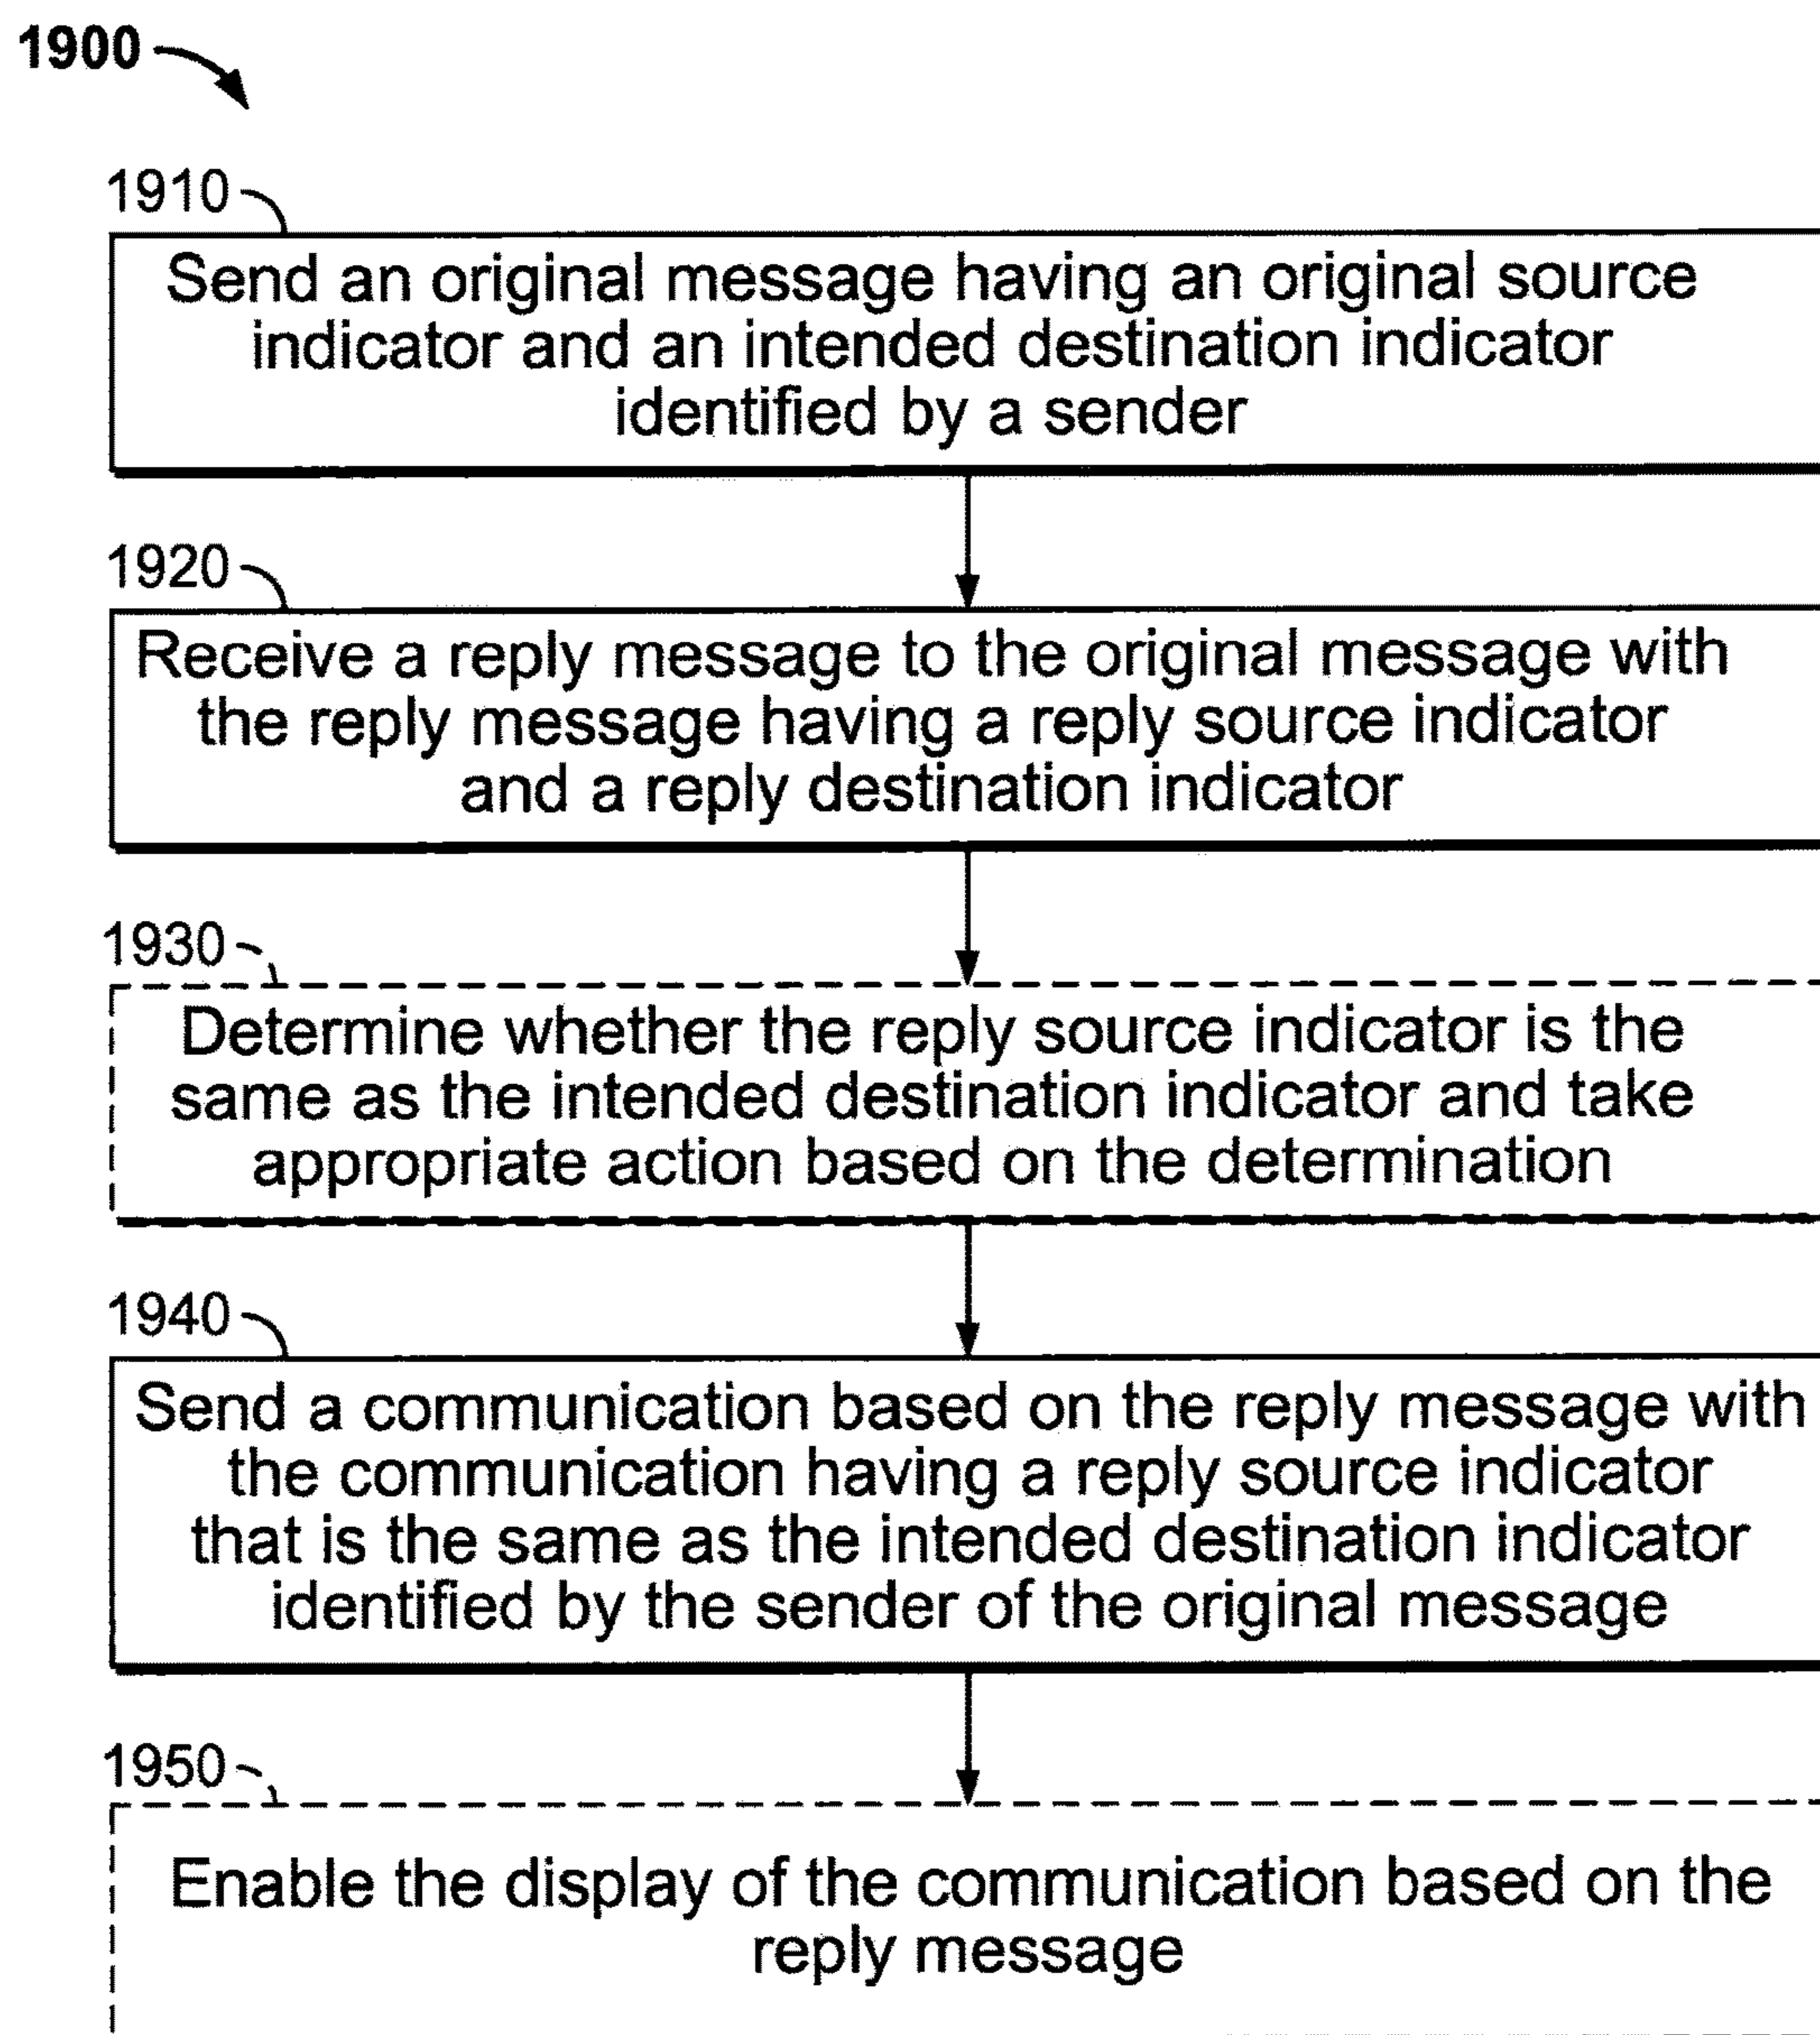 1900
1910
Send an original message having an original source
indicator and an intended destination indicator
identified by a sender
1920
Receive a reply message to the original message with
the reply message having a reply source indicator
and a reply destination indicator
1930
Determine whether the reply source indicator is the
same as the intended destination indicator and take
appropriate action based on the determination
1940
Send a communication based on the reply message with
the communication having a reply source indicator
that is the same as the intended destination indicator
identified by the sender of the original message
1950
Enable the display of the communication based on the
reply message